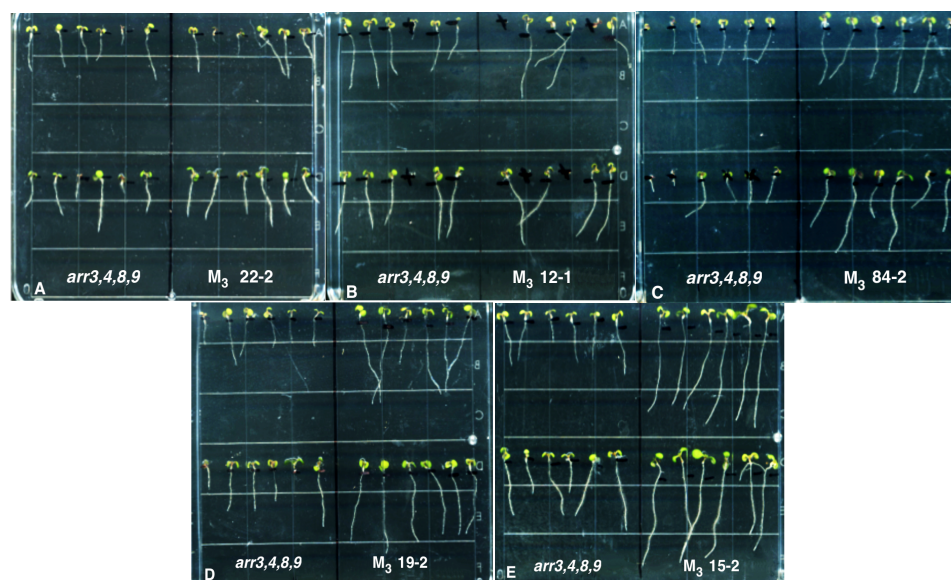 A arr3,4,8,9 M3 22-2
B arr3,4,8,9 M3 12-1
C arr3,4,8,9 M3 84-2
D arr3,4,8,9 M3 19-2
E arr3,4,8,9 M3 15-2